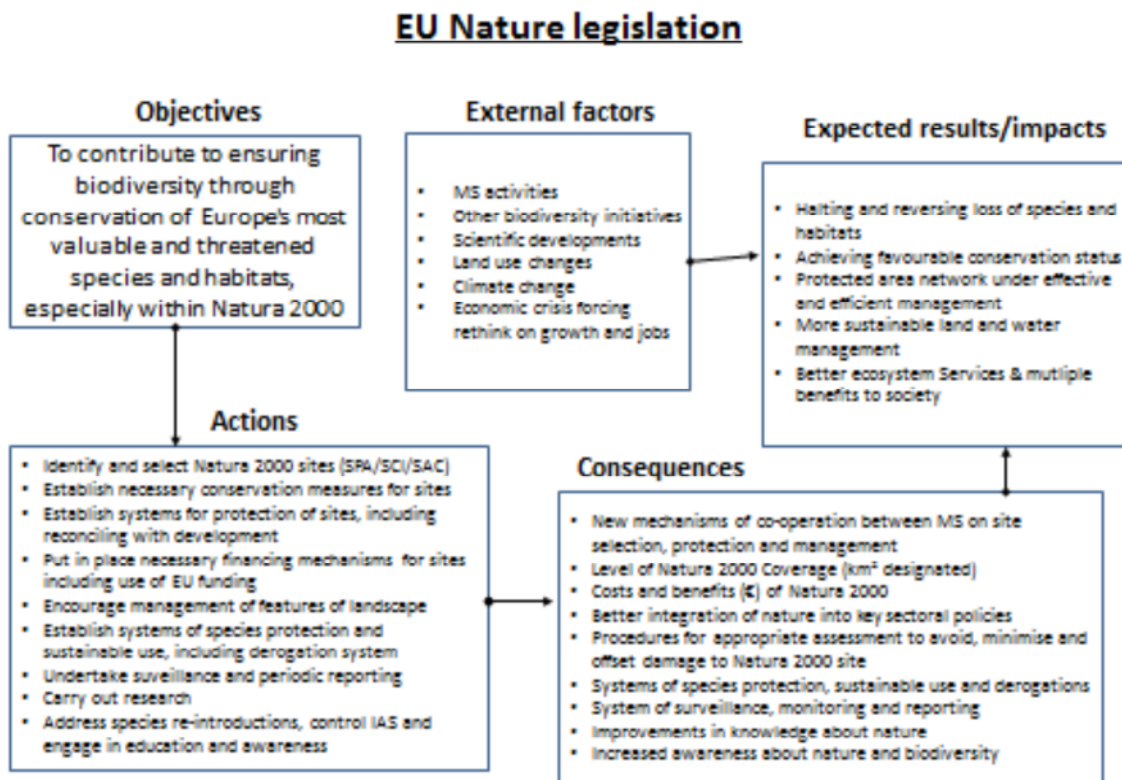 EU Nature legislation
Objectives
To contribute to ensuring
biodiversity through
conservation of Europe's most
valuable and threatened
species and habitats,
especially within Natura 2000
External factors
• MS activities
• Other biodiversity initiatives
• Scientific developments
• Land use changes
• Climate change
• Economic crisis forcing
rethink on growth and jobs
Expected results/impacts
• Halting and reversing loss of species and
habitats
• Achieving favourable conservation status
• Protected area network under effective
and efficient management
• More sustainable land and water
management
• Better ecosystem Services & mutliple
benefits to society
Actions
• Identify and select Natura 2000 sites (SPA/SCI/SAC)
• Establish necessary conservation measures for sites
• Establish systems for protection of sites, including
reconciling with development
• Put in place necessary financing mechanisms for sites
including use of EU funding
• Encourage management of features of landscape
• Establish systems of species protection and
sustainable use, including derogation system
• Undertake suveillance and periodic reporting
• Carry out research
• Address species re-introductions, control IAS and
engage in education and awareness
Consequences
• New mechanisms of co-operation between MS on site
selection, protection and management
• Level of Natura 2000 Coverage (km² designated)
• Costs and benefits (€) of Natura 2000
• Better integration of nature into key sectoral policies
• Procedures for appropriate assessment to avoid, minimise and
offset damage to Natura 2000 site
• Systems of species protection, sustainable use and derogations
• System of surveillance, monitoring and reporting
• Improvements in knowledge about nature
• Increased awareness about nature and biodiversity